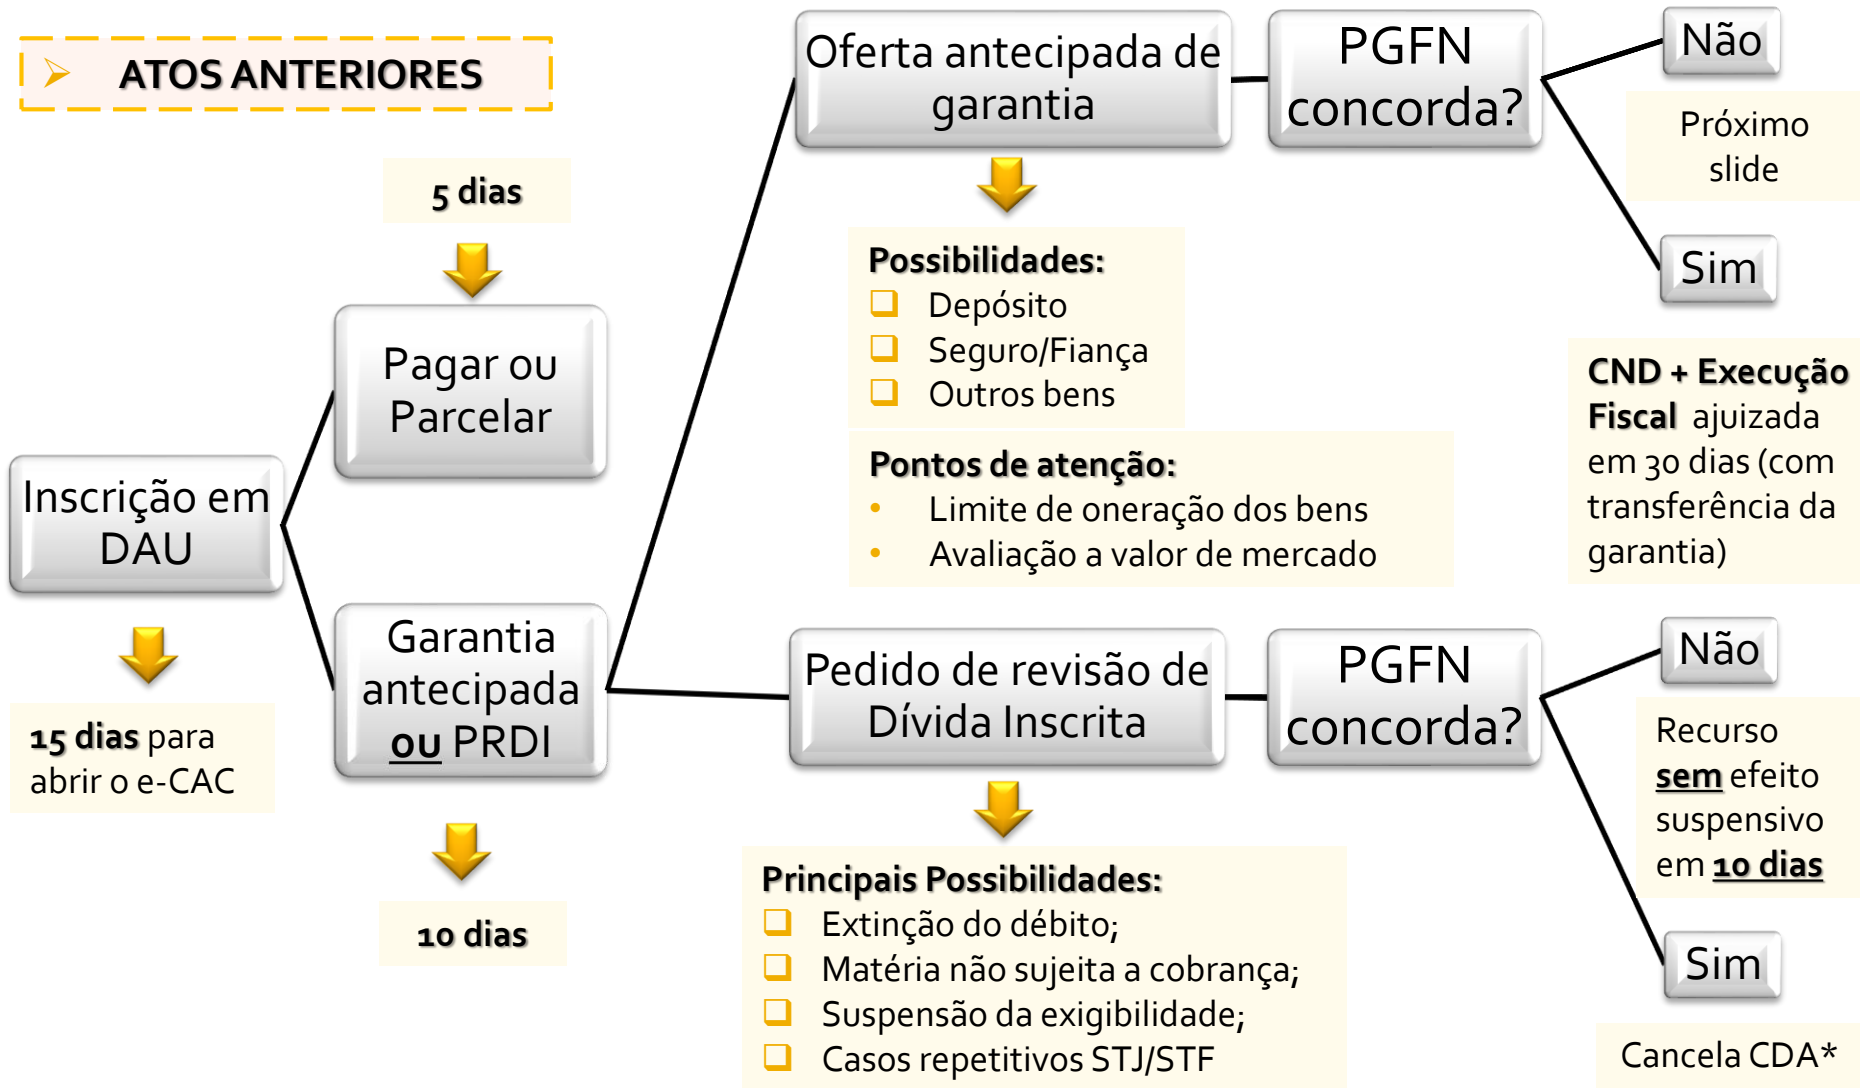 ATOS ANTERIORES
5 dias
Pagar ou
Parcelar
Inscrição em
DAU
15 dias para
abrir o e-CAC
Garantia
antecipada
ou PRDI
10 dias
Oferta antecipada de
garantia
PGFN
concorda?
Não
Próximo
slide
Sim
CND + Execução
Fiscal ajuizada
em 30 dias (com
transferência da
garantia)
Possibilidades:
Depósito
Seguro/Fiança
Outros bens
Pontos de atenção:
• Limite de oneração dos bens
• Avaliação a valor de mercado
Pedido de revisão de
Dívida Inscrita
PGFN
concorda?
Não
Recurso
sem efeito
suspensivo
em 10 dias
Sim
Cancela CDA*
Principais Possibilidades:
Extinção do débito;
Matéria não sujeita a cobrança;
Suspensão da exigibilidade;
Casos repetitivos STJ/STF